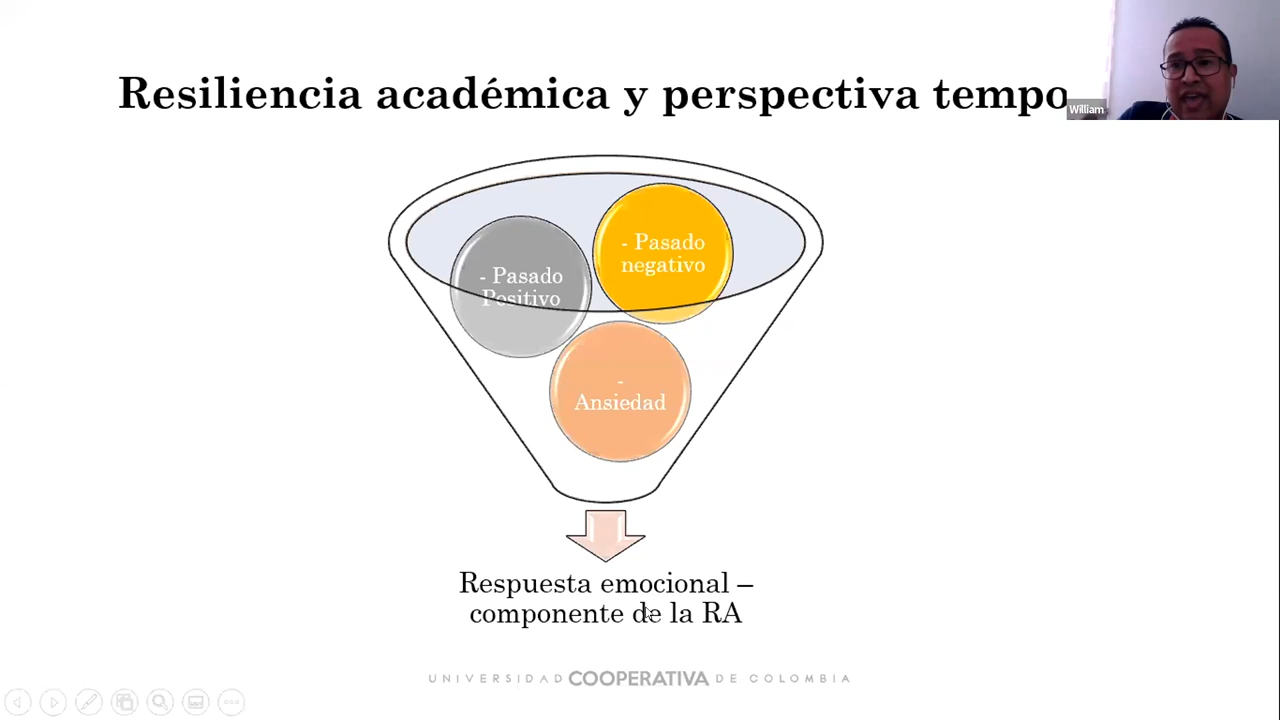 Resiliencia académica y perspectiva tempo
William
- Pasado
negativo
- Pasado
Positivo
-
Ansiedad
Respuesta emocional –
componente de la RA
UNIVERSIDAD COOPERATIVA DE COLOMBIA